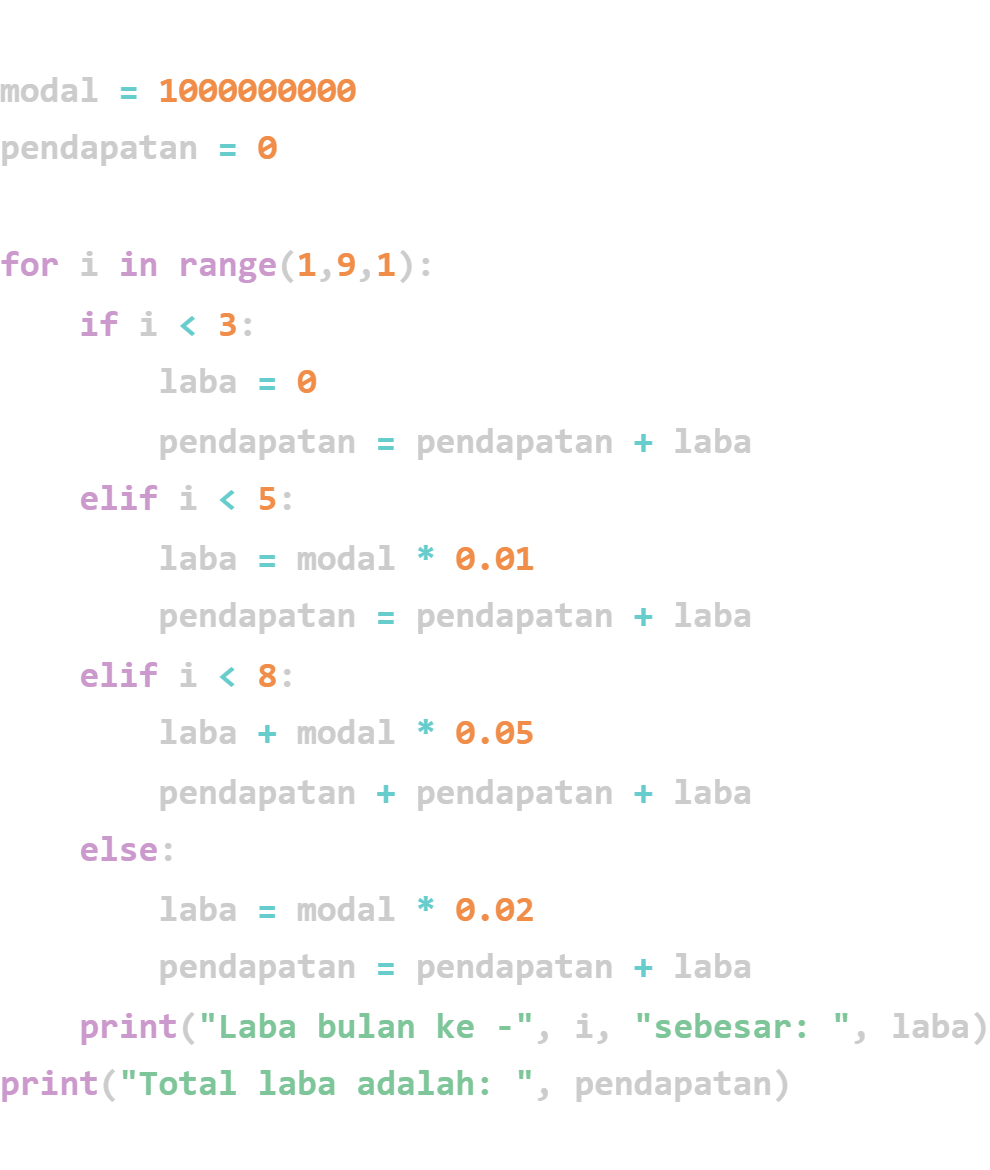 modal = 1000000000
pendapatan = 0
for i in range(1,9,1):
    if i < 3:
        laba = 0
        pendapatan = pendapatan + laba
    elif i < 5:
        laba = modal * 0.01
        pendapatan = pendapatan + laba
    elif i < 8:
        laba + modal * 0.05
        pendapatan + pendapatan + laba
    else:
        laba = modal * 0.02
        pendapatan = pendapatan + laba
    print("Laba bulan ke -", i, "sebesar: ", laba)
print("Total laba adalah: ", pendapatan)